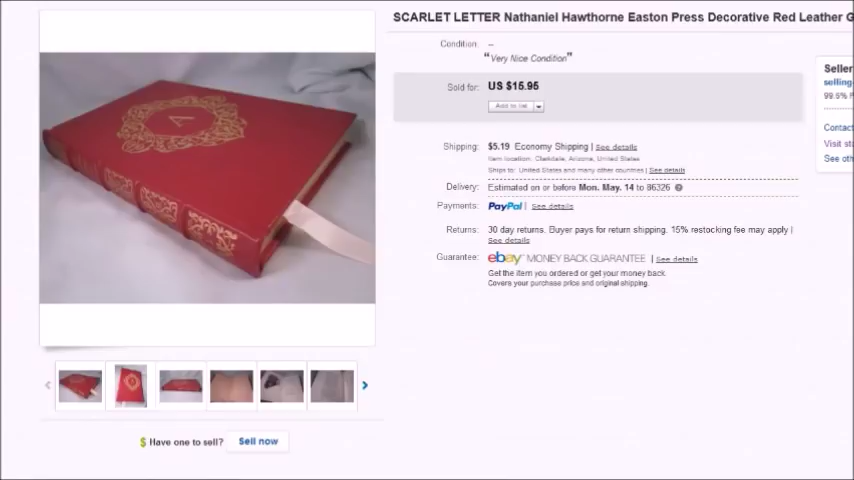 SCARLET LETTER Nathaniel Hawthorne Easton Press Decorative Red Leather G
Condition: --
"Very Nice Condition"
Sold for: US $15.95
Add to list
Shipping: $5.19 Economy Shipping | See details
Item location: Clarkdale, Arizona, United States
Ships to: United States and many other countries | See details
Delivery: Estimated on or before Mon. May. 14 to 86326
Payments: PayPal | See details
Returns: 30 day returns. Buyer pays for return shipping. 15% restocking fee may apply |
See details
Guarantee: ebay MONEY BACK GUARANTEE | See details
Get the item you ordered or get your money back.
Covers your purchase price and original shipping.
Seller
selling-
99.5% P
Contact
Visit st
See oth
A
$ Have one to sell? Sell now